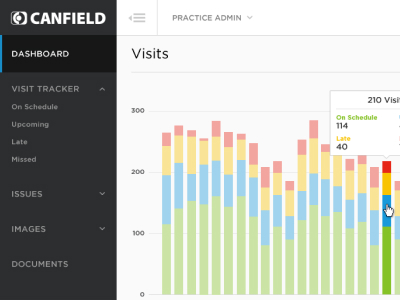 CANFIELD
PRACTICE ADMIN
DASHBOARD
Visits
VISIT TRACKER
On Schedule
Upcoming
Late
Missed
ISSUES
IMAGES
DOCUMENTS
300
200
100
0
210 Visi
On Schedule
114
Late
40